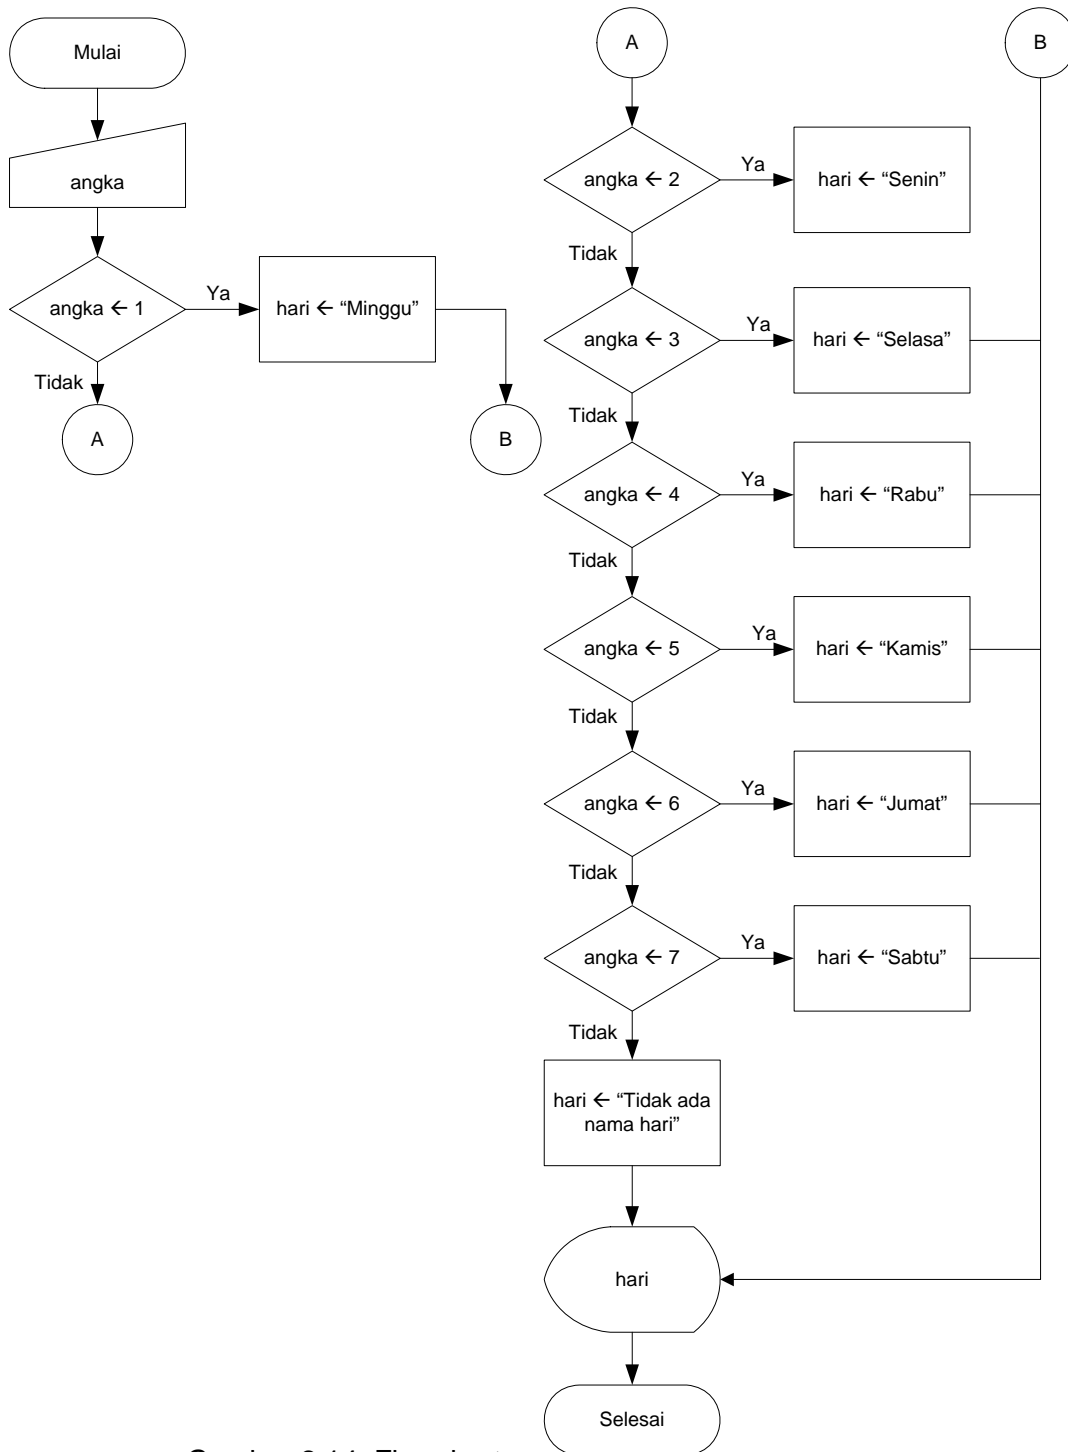 Mulai
angka
angka ← 1
Ya
hari ← “Minggu”
Tidak
A
B
A
B
angka ← 2
Ya
hari ← “Senin”
Tidak
angka ← 3
Ya
hari ← “Selasa”
Tidak
angka ← 4
Ya
hari ← “Rabu”
Tidak
angka ← 5
Ya
hari ← “Kamis”
Tidak
angka ← 6
Ya
hari ← “Jumat”
Tidak
angka ← 7
Ya
hari ← “Sabtu”
Tidak
hari ← “Tidak ada
nama hari”
hari
Selesai